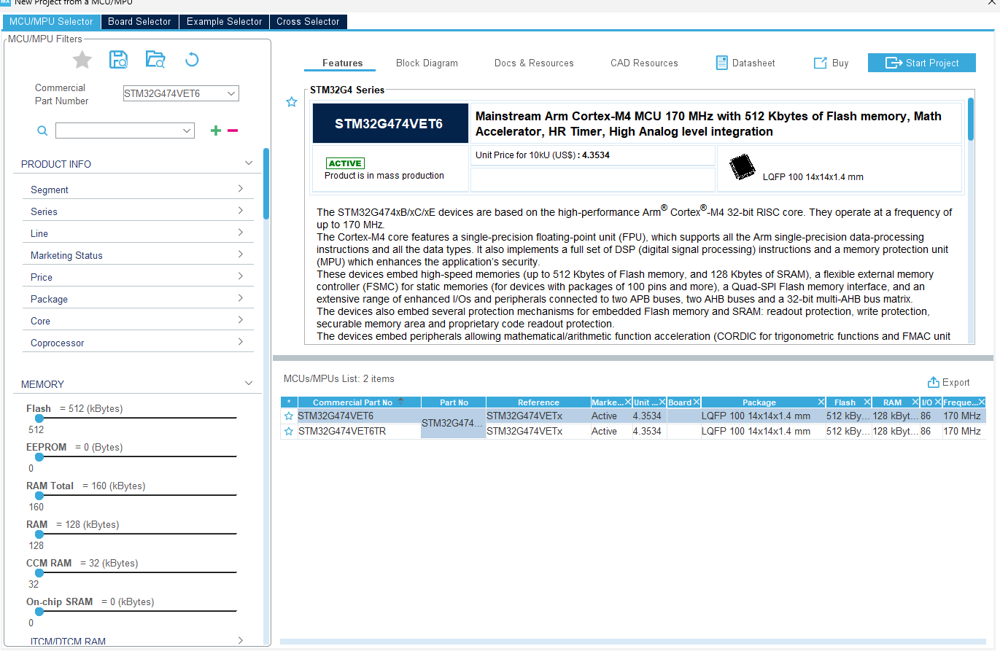 MX New Project from a MCU/MPU
MCU/MPU Selector Board Selector Example Selector Cross Selector
MCU/MPU Filters
Commercial
Part Number
STM32G474VET6
PRODUCT INFO
Segment
Series
Line
Marketing Status
Price
Package
Core
Coprocessor
MEMORY
Flash = 512 (kBytes)
512
EEPROM = 0 (Bytes)
0
RAM Total = 160 (kBytes)
160
RAM = 128 (kBytes)
128
CCM RAM = 32 (kBytes)
32
On-chip SRAM = 0 (kBytes)
0
ITCM/DTCM RAM
Features Block Diagram Docs & Resources CAD Resources Datasheet Buy Start Project
STM32G4 Series
STM32G474VET6
Mainstream Arm Cortex-M4 MCU 170 MHz with 512 Kbytes of Flash memory, Math
Accelerator, HR Timer, High Analog level integration
ACTIVE
Product is in mass production
Unit Price for 10kU (US$) : 4.3534
LQFP 100 14x14x1.4 mm
The STM32G474xB/xC/xE devices are based on the high-performance Arm® Cortex®-M4 32-bit RISC core. They operate at a frequency of
up to 170 MHz.
The Cortex-M4 core features a single-precision floating-point unit (FPU), which supports all the Arm single-precision data-processing
instructions and all the data types. It also implements a full set of DSP (digital signal processing) instructions and a memory protection unit
(MPU) which enhances the application's security.
These devices embed high-speed memories (up to 512 Kbytes of Flash memory, and 128 Kbytes of SRAM), a flexible external memory
controller (FSMC) for static memories (for devices with packages of 100 pins and more), a Quad-SPI Flash memory interface, and an
extensive range of enhanced I/Os and peripherals connected to two APB buses, two AHB buses and a 32-bit multi-AHB bus matrix.
The devices also embed several protection mechanisms for embedded Flash memory and SRAM: readout protection, write protection,
securable memory area and proprietary code readout protection.
The devices embed peripherals allowing mathematical/arithmetic function acceleration (CORDIC for trigonometric functions and FMAC unit
MCUs/MPUs List: 2 items
Export
* Commercial Part No Part No Reference Marke... Unit ... Board Package Flash RAM I/O Freque...
STM32G474VET6 STM32G474... STM32G474VETx Active 4.3534 LQFP 100 14x14x1.4 mm 512 kBy... 128 kByt... 86 170 MHz
STM32G474VET6TR STM32G474VETx Active 4.3534 LQFP 100 14x14x1.4 mm 512 kBy... 128 kByt... 86 170 MHz